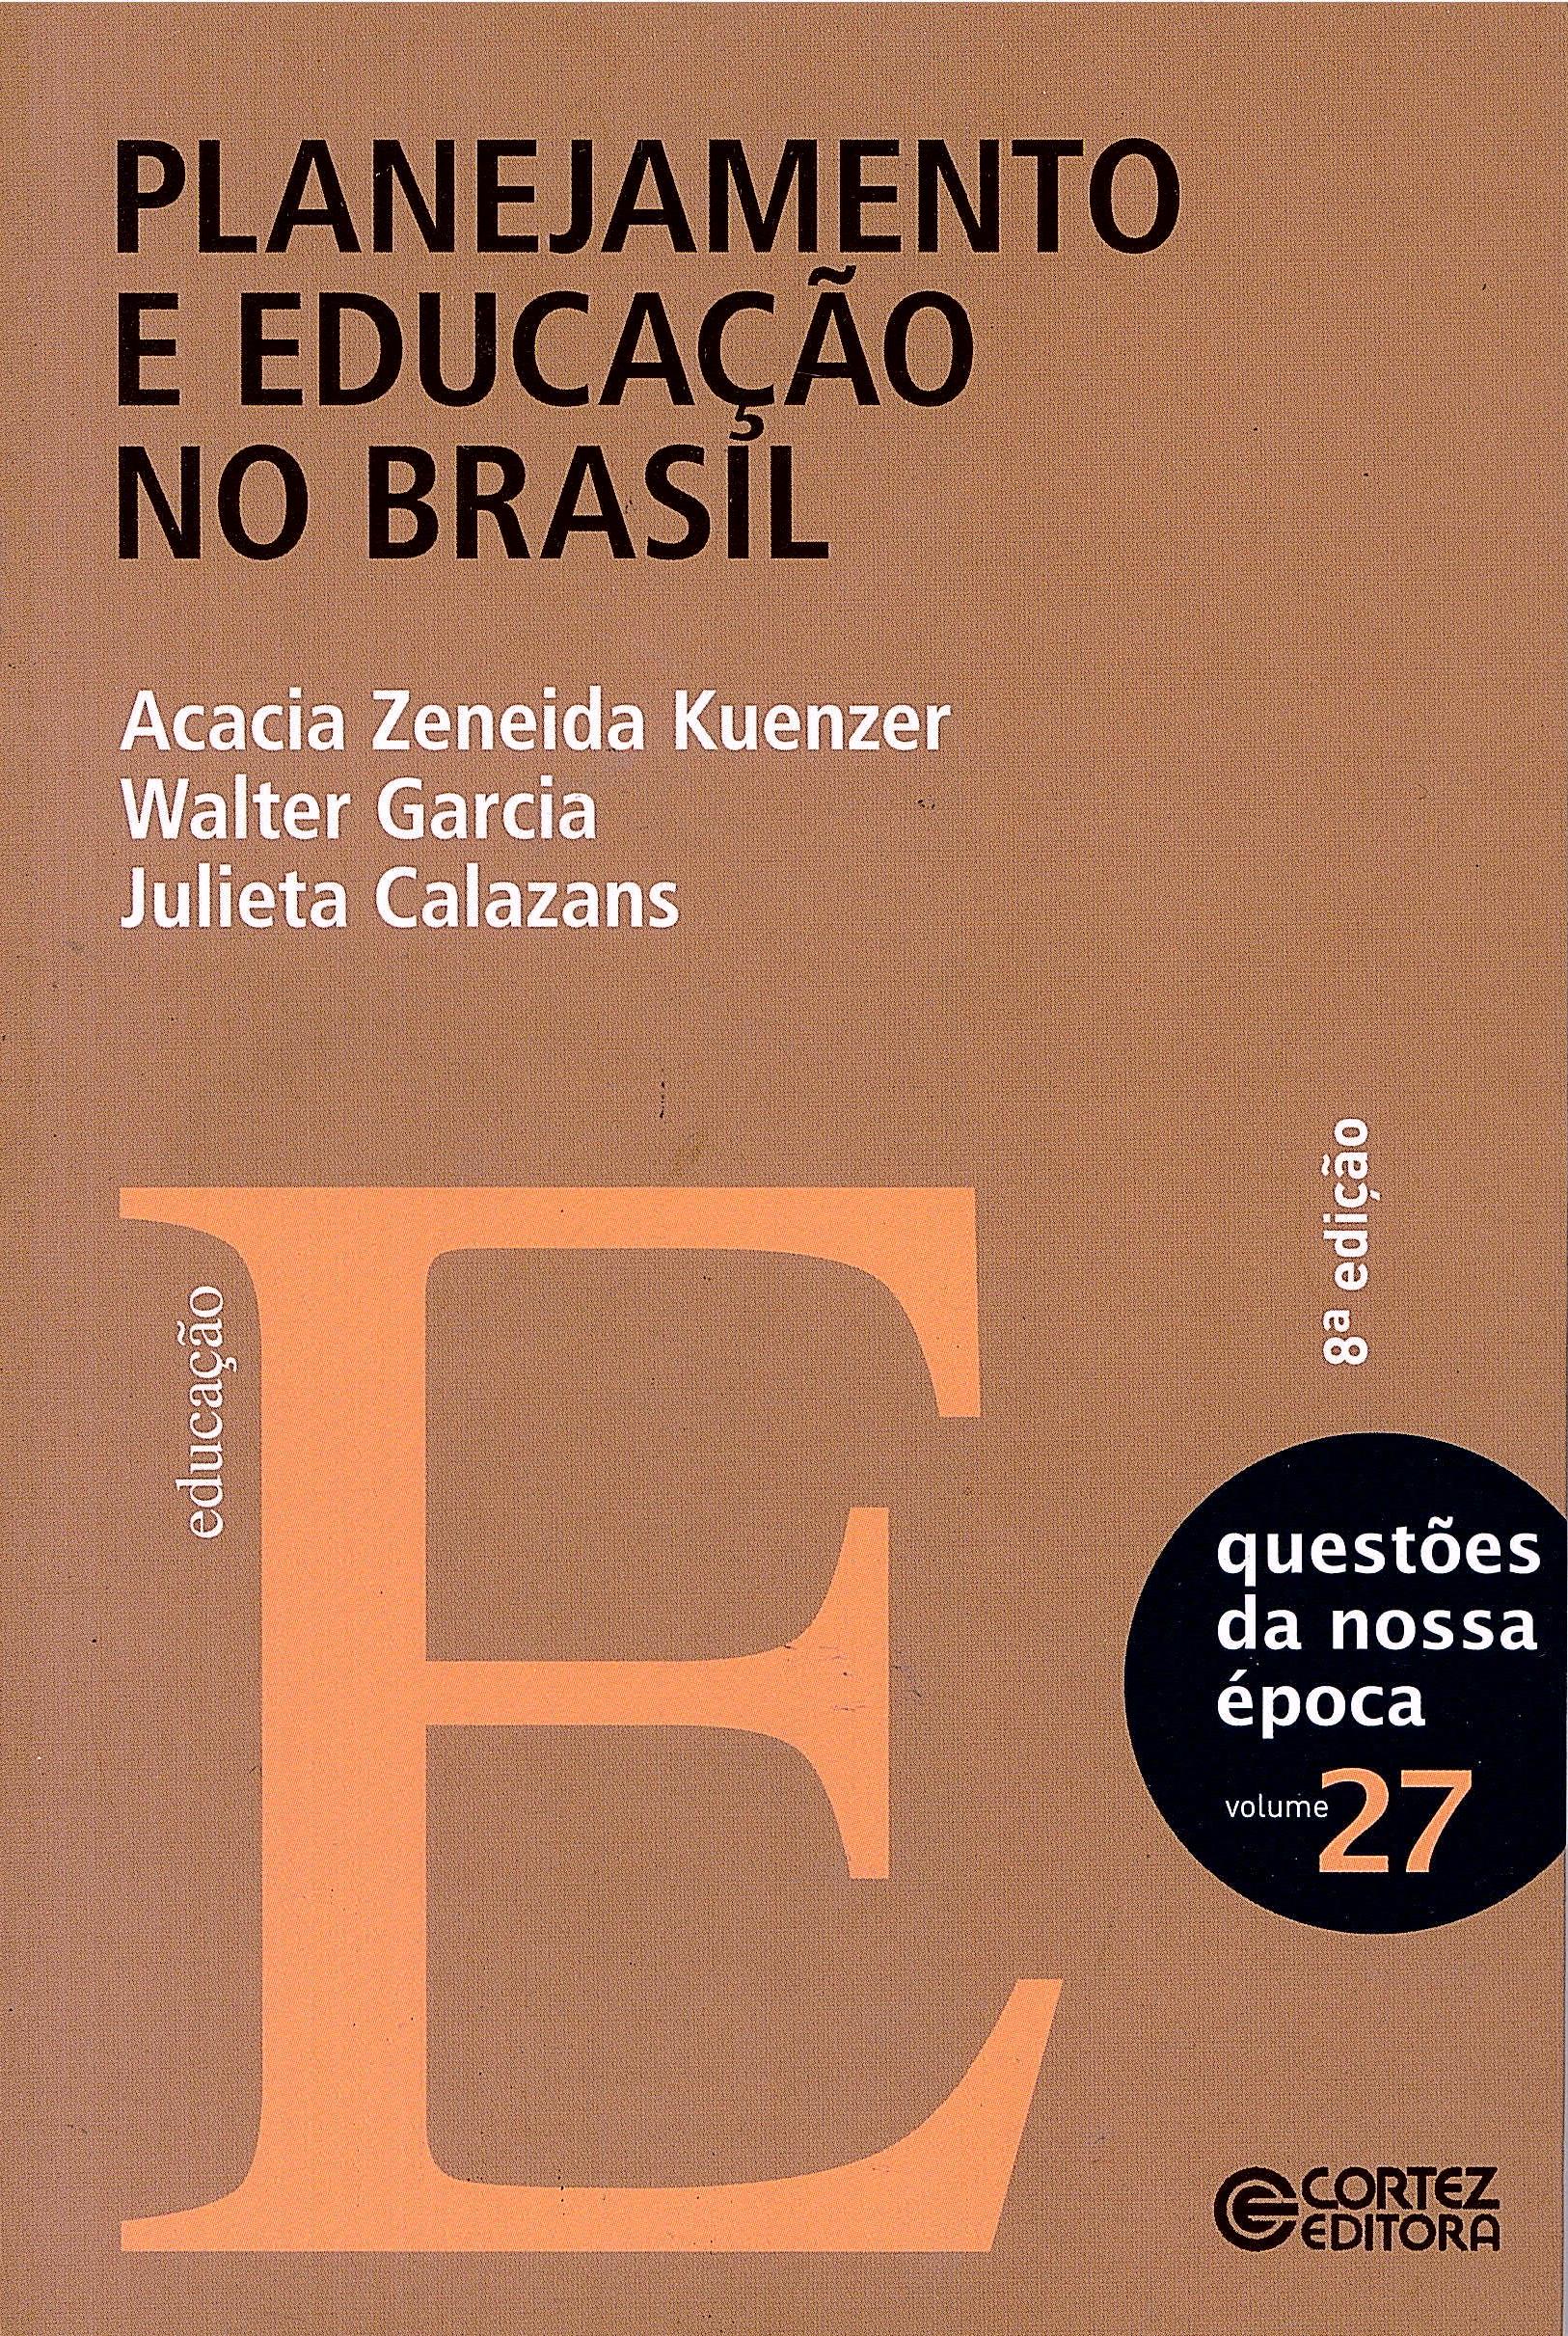 PLANEJAMENTO
E EDUCAÇÃO
NO BRASIL
Acacia Zeneida Kuenzer
Walter Garcia
Julieta Calazans
8ª edição
educação
E
questões
da nossa
época
volume 27
CORTEZ
EDITORA